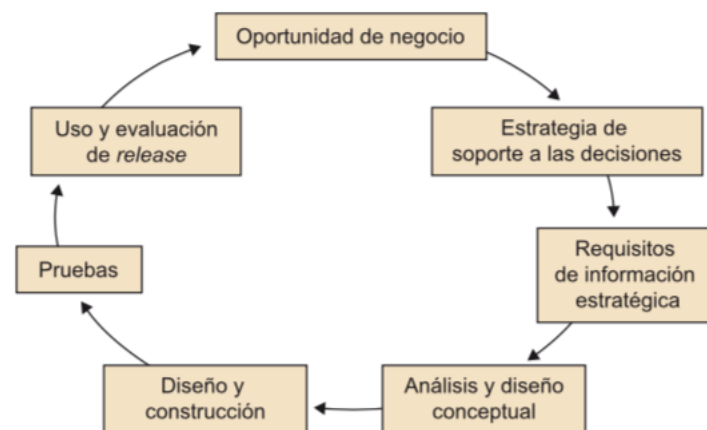 Oportunidad de negocio
Estrategia de
soporte a las decisiones
Requisitos
de información
estratégica
Análisis y diseño
conceptual
Diseño y
construcción
Pruebas
Uso y evaluación
de release